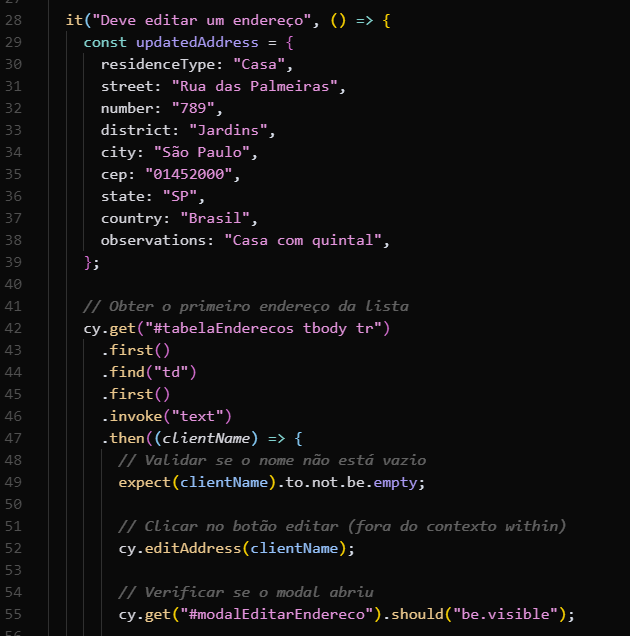 28 it("Deve editar um endereço", () => {
29 const updatedAddress = {
30 residenceType: "Casa",
31 street: "Rua das Palmeiras",
32 number: "789",
33 district: "Jardins",
34 city: "São Paulo",
35 cep: "01452000",
36 state: "SP",
37 country: "Brasil",
38 observations: "Casa com quintal",
39 };
40
41 // Obter o primeiro endereço da lista
42 cy.get("#tabelaEnderecos tbody tr")
43 .first()
44 .find("td")
45 .first()
46 .invoke("text")
47 .then((clientName) => {
48 // Validar se o nome não está vazio
49 expect(clientName).to.not.be.empty;
50
51 // Clicar no botão editar (fora do contexto within)
52 cy.editAddress(clientName);
53
54 // Verificar se o modal abriu
55 cy.get("#modalEditarEndereco").should("be.visible");